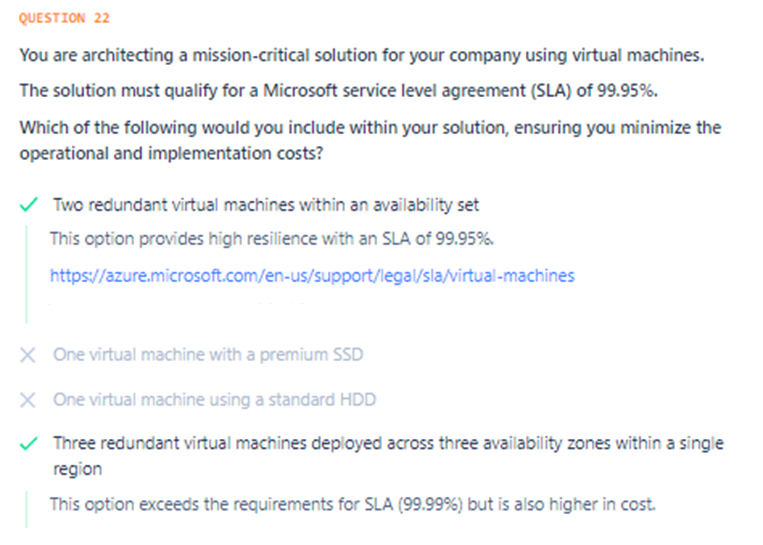 QUESTION 22
You are architecting a mission-critical solution for your company using virtual machines.
The solution must qualify for a Microsoft service level agreement (SLA) of 99.95%.
Which of the following would you include within your solution, ensuring you minimize the
operational and implementation costs?
Two redundant virtual machines within an availability set
This option provides high resilience with an SLA of 99.95%.
https://azure.microsoft.com/en-us/support/legal/sla/virtual-machines
One virtual machine with a premium SSD
One virtual machine using a standard HDD
Three redundant virtual machines deployed across three availability zones within a single
region
This option exceeds the requirements for SLA (99.99%) but is also higher in cost.